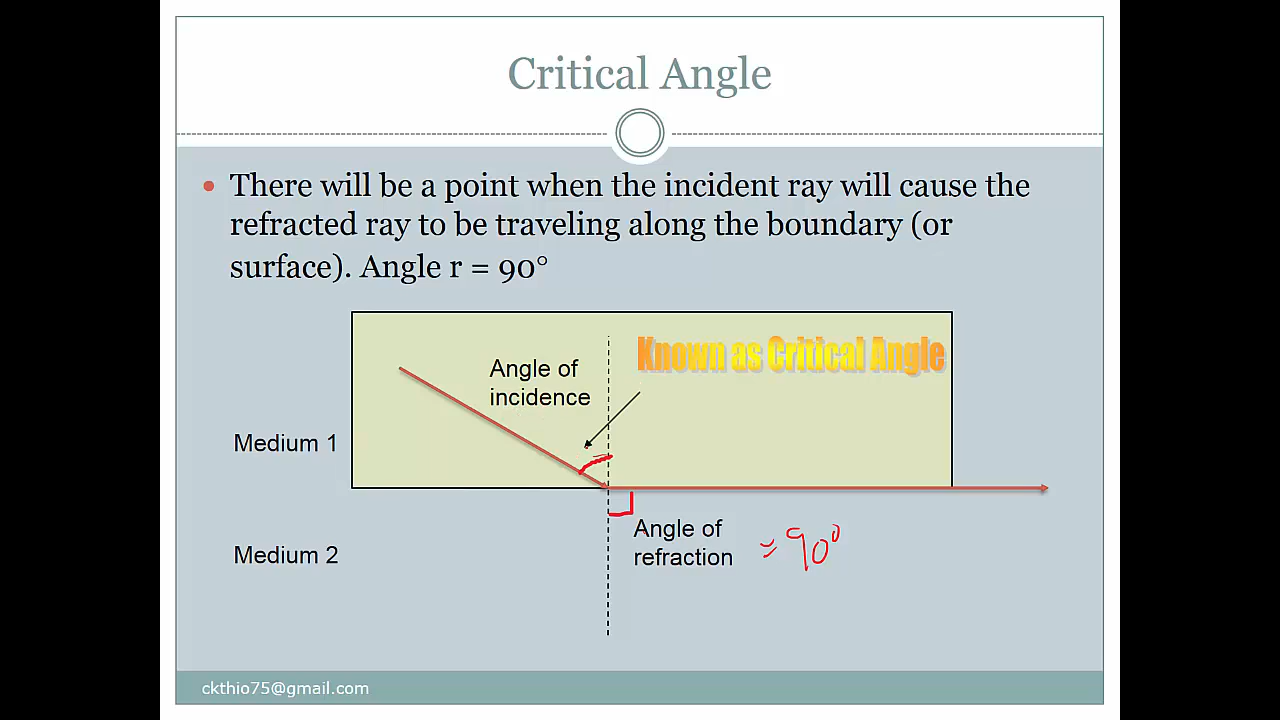 Critical Angle
There will be a point when the incident ray will cause the
refracted ray to be traveling along the boundary (or
surface). Angle r = 90°
Known as Critical Angle
Angle of
incidence
Medium 1
Angle of
refraction
= 90°
Medium 2
ckthio75@gmail.com